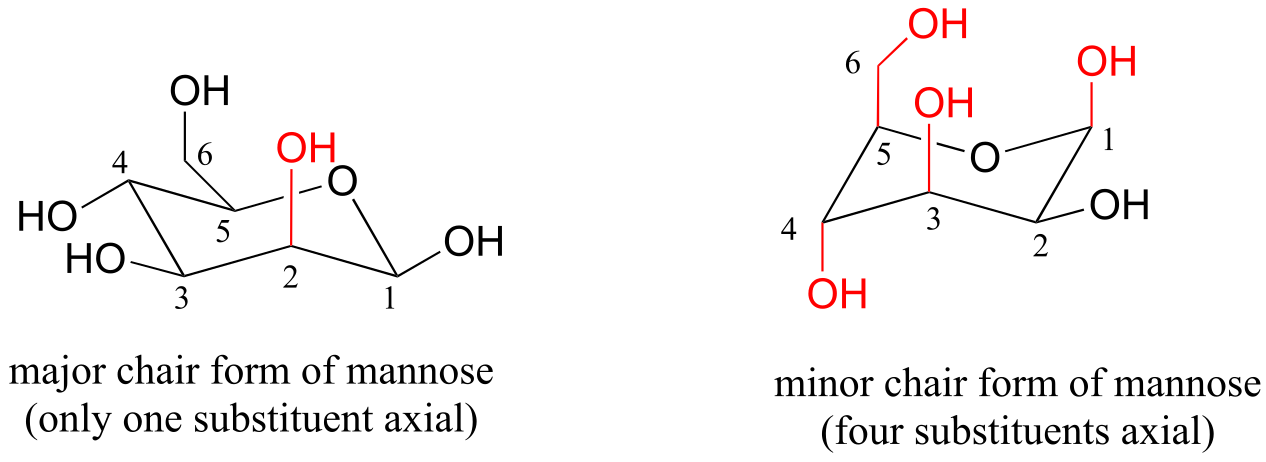 OH
4
6
OH
O
HO
5
OH
HO
2
3
1
major chair form of mannose
(only one substituent axial)
OH
6
OH
OH
1
5
O
4
3
OH
2
OH
minor chair form of mannose
(four substituents axial)